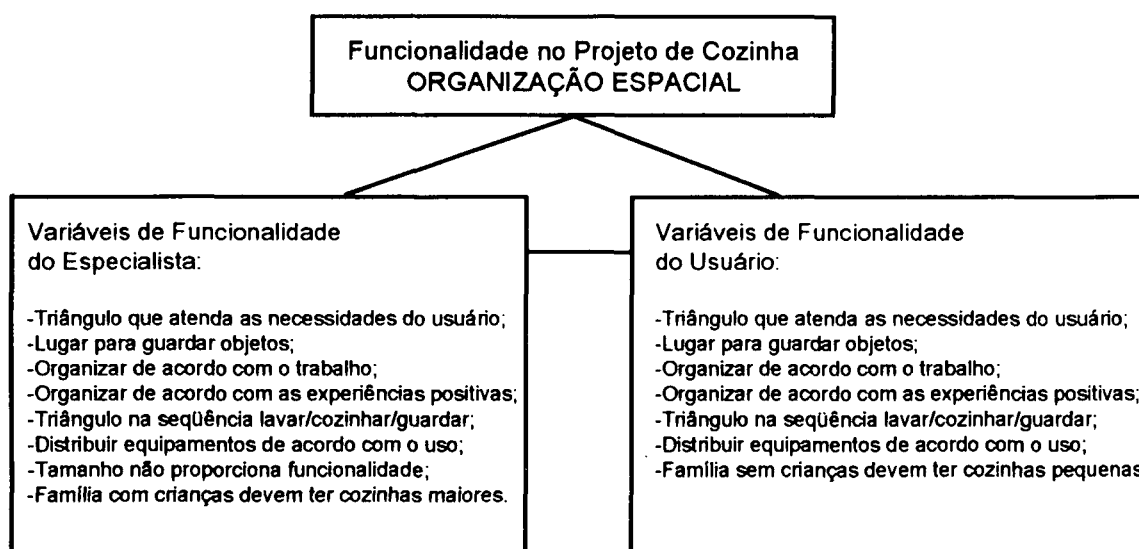 Funcionalidade no Projeto de Cozinha
ORGANIZAÇÃO ESPACIAL
Variáveis de Funcionalidade
do Especialista:
-Triângulo que atenda as necessidades do usuário;
-Lugar para guardar objetos;
-Organizar de acordo com o trabalho;
-Organizar de acordo com as experiências positivas;
-Triângulo na seqüência lavar/cozinhar/guardar;
-Distribuir equipamentos de acordo com o uso;
-Tamanho não proporciona funcionalidade;
-Família com crianças devem ter cozinhas maiores.
Variáveis de Funcionalidade
do Usuário:
-Triângulo que atenda as necessidades do usuário;
-Lugar para guardar objetos;
-Organizar de acordo com o trabalho;
-Organizar de acordo com as experiências positivas;
-Triângulo na seqüência lavar/cozinhar/guardar;
-Distribuir equipamentos de acordo com o uso;
-Família sem crianças devem ter cozinhas pequenas